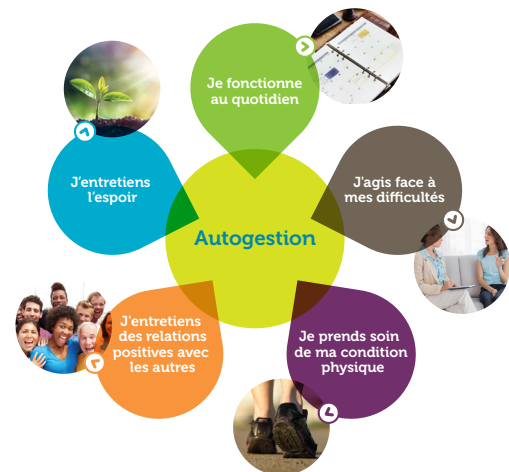 Je fonctionne
au quotidien
J'agis face à
mes difficultés
Je prends soin
de ma condition
physique
J'entretiens
des relations
positives avec
les autres
J'entretiens
l'espoir
Autogestion